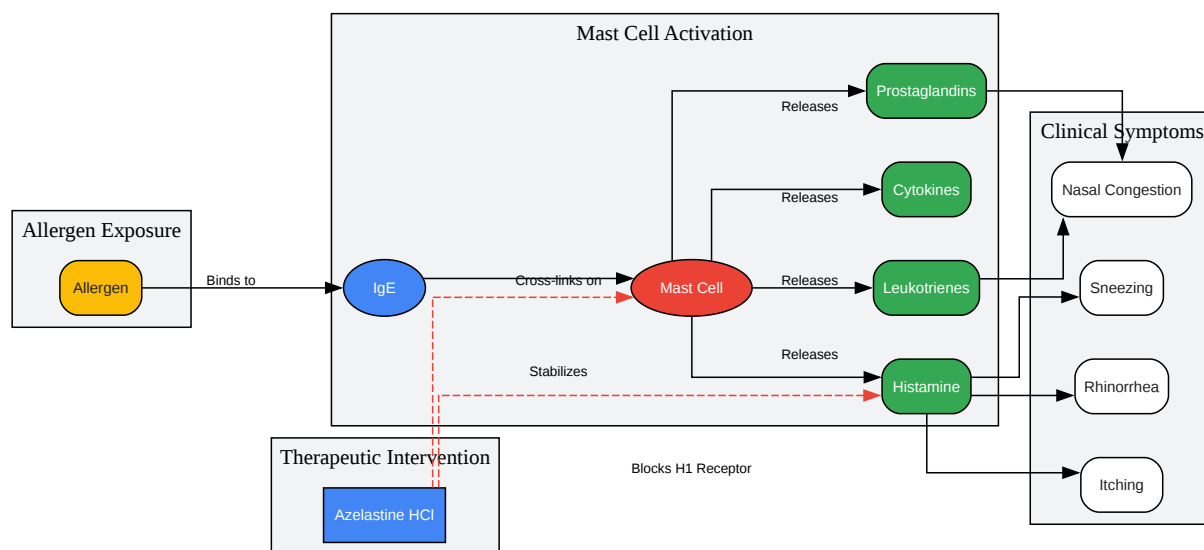 Mast Cell Activation
Prostaglandins
Releases
Clinical Symptoms
Cytokines
Releases
Nasal Congestion
Allergen Exposure
Allergen
Binds to
IgE
Cross-links on
Mast Cell
Releases
Leukotrienes
Sneezing
Releases
Stabilizes
Histamine
Rhinorrhea
Therapeutic Intervention
Blocks H1 Receptor
Azelastine HCl
Itching